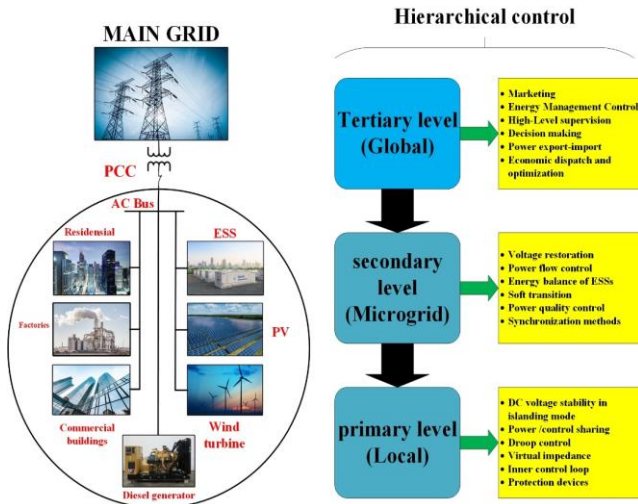 MAIN GRID
PCC
AC Bus
Residential
ESS
Factories
PV
Commercial
buildings
Wind
turbine
Diesel generator
Hierarchical control
Tertiary level
(Global)
• Marketing
• Energy Management Control
• High-Level supervision
• Decision making
• Power export-import
• Economic dispatch and
optimization
secondary
level
(Microgrid)
• Voltage restoration
• Power flow control
• Energy balance of ESSs
• Soft transition
• Power quality control
• Synchronization methods
primary level
(Local)
• DC voltage stability in
islanding mode
• Power /control sharing
• Droop control
• Virtual impedance
• Inner control loop
• Protection devices